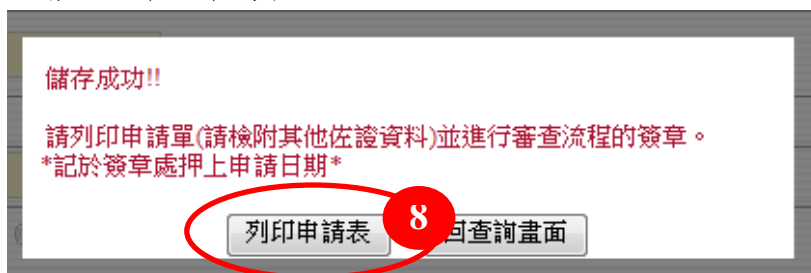 儲存成功!!
請列印申請單(請檢附其他佐證資料)並進行審查流程的簽章。
*記於簽章處押上申請日期*
列印申請表 8 回查詢畫面